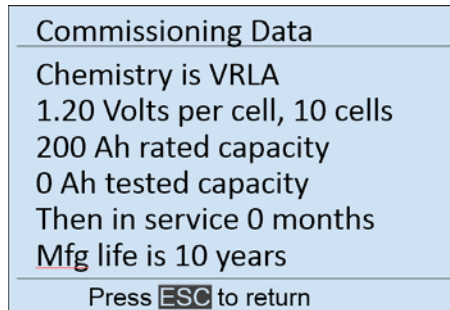 Commissioning Data
Chemistry is VRLA
1.20 Volts per cell, 10 cells
200 Ah rated capacity
0 Ah tested capacity
Then in service 0 months
Mfg life is 10 years
Press ESC to return